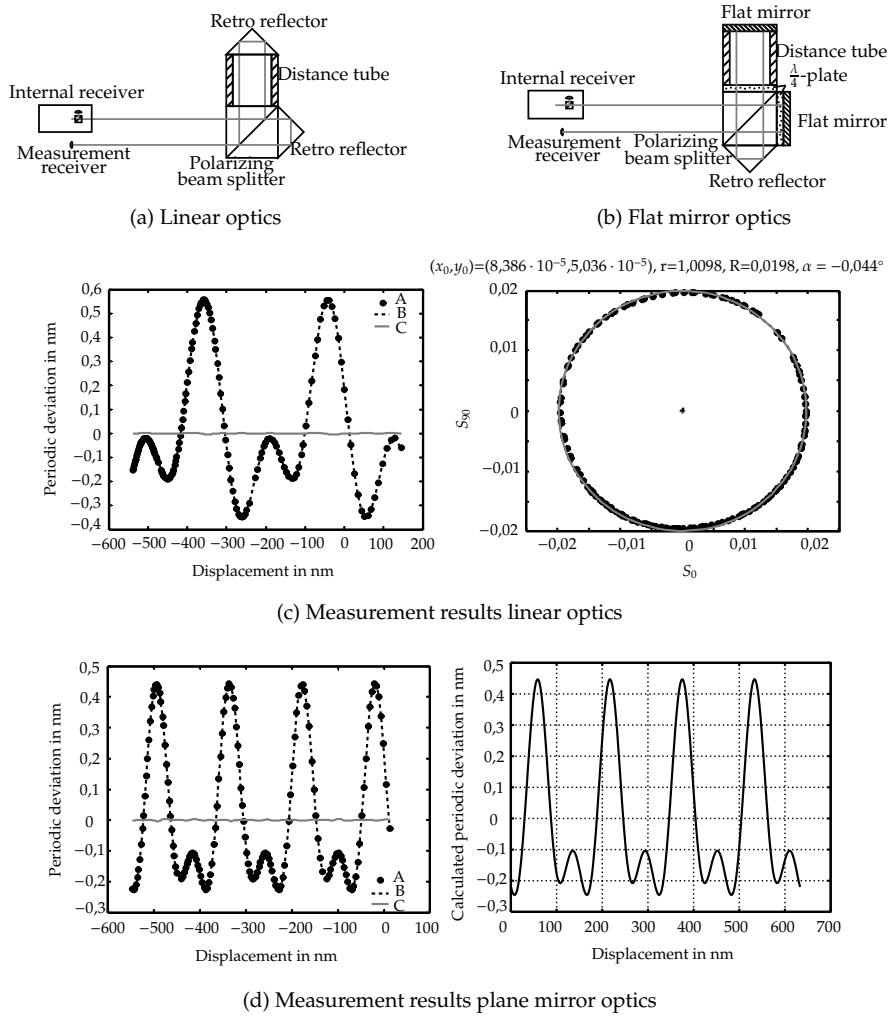 Retro reflector
Distance tube
Internal receiver
Measurement
receiver
Polarizing
beam splitter
Retro reflector
(a) Linear optics
Flat mirror
Distance tube
λ/4-plate
Internal receiver
Flat mirror
Measurement
receiver
Polarizing
beam splitter
Retro reflector
(b) Flat mirror optics
Periodic deviation in nm
0,6
0,5
0,4
0,3
0,2
0,1
0
−0,1
−0,2
−0,3
−0,4
A
B
C
−600 −500 −400 −300 −200 −100 0 100 200
Displacement in nm
(x0,y0)=(8,386 · 10−5,5,036 · 10−5), r=1,0098, R=0,0198, α = −0,044°
S90
0,02
0,01
0
−0,01
−0,02
−0,02 −0,01 0 0,01 0,02
S0
(c) Measurement results linear optics
Periodic deviation in nm
0,5
0,4
0,3
0,2
0,1
0
−0,1
−0,2
−0,3
A
B
C
−600 −500 −400 −300 −200 −100 0 100
Displacement in nm
Calculated periodic deviation in nm
0,5
0,4
0,3
0,2
0,1
0
−0,1
−0,2
−0,3
0 100 200 300 400 500 600 700
Displacement in nm
(d) Measurement results plane mirror optics